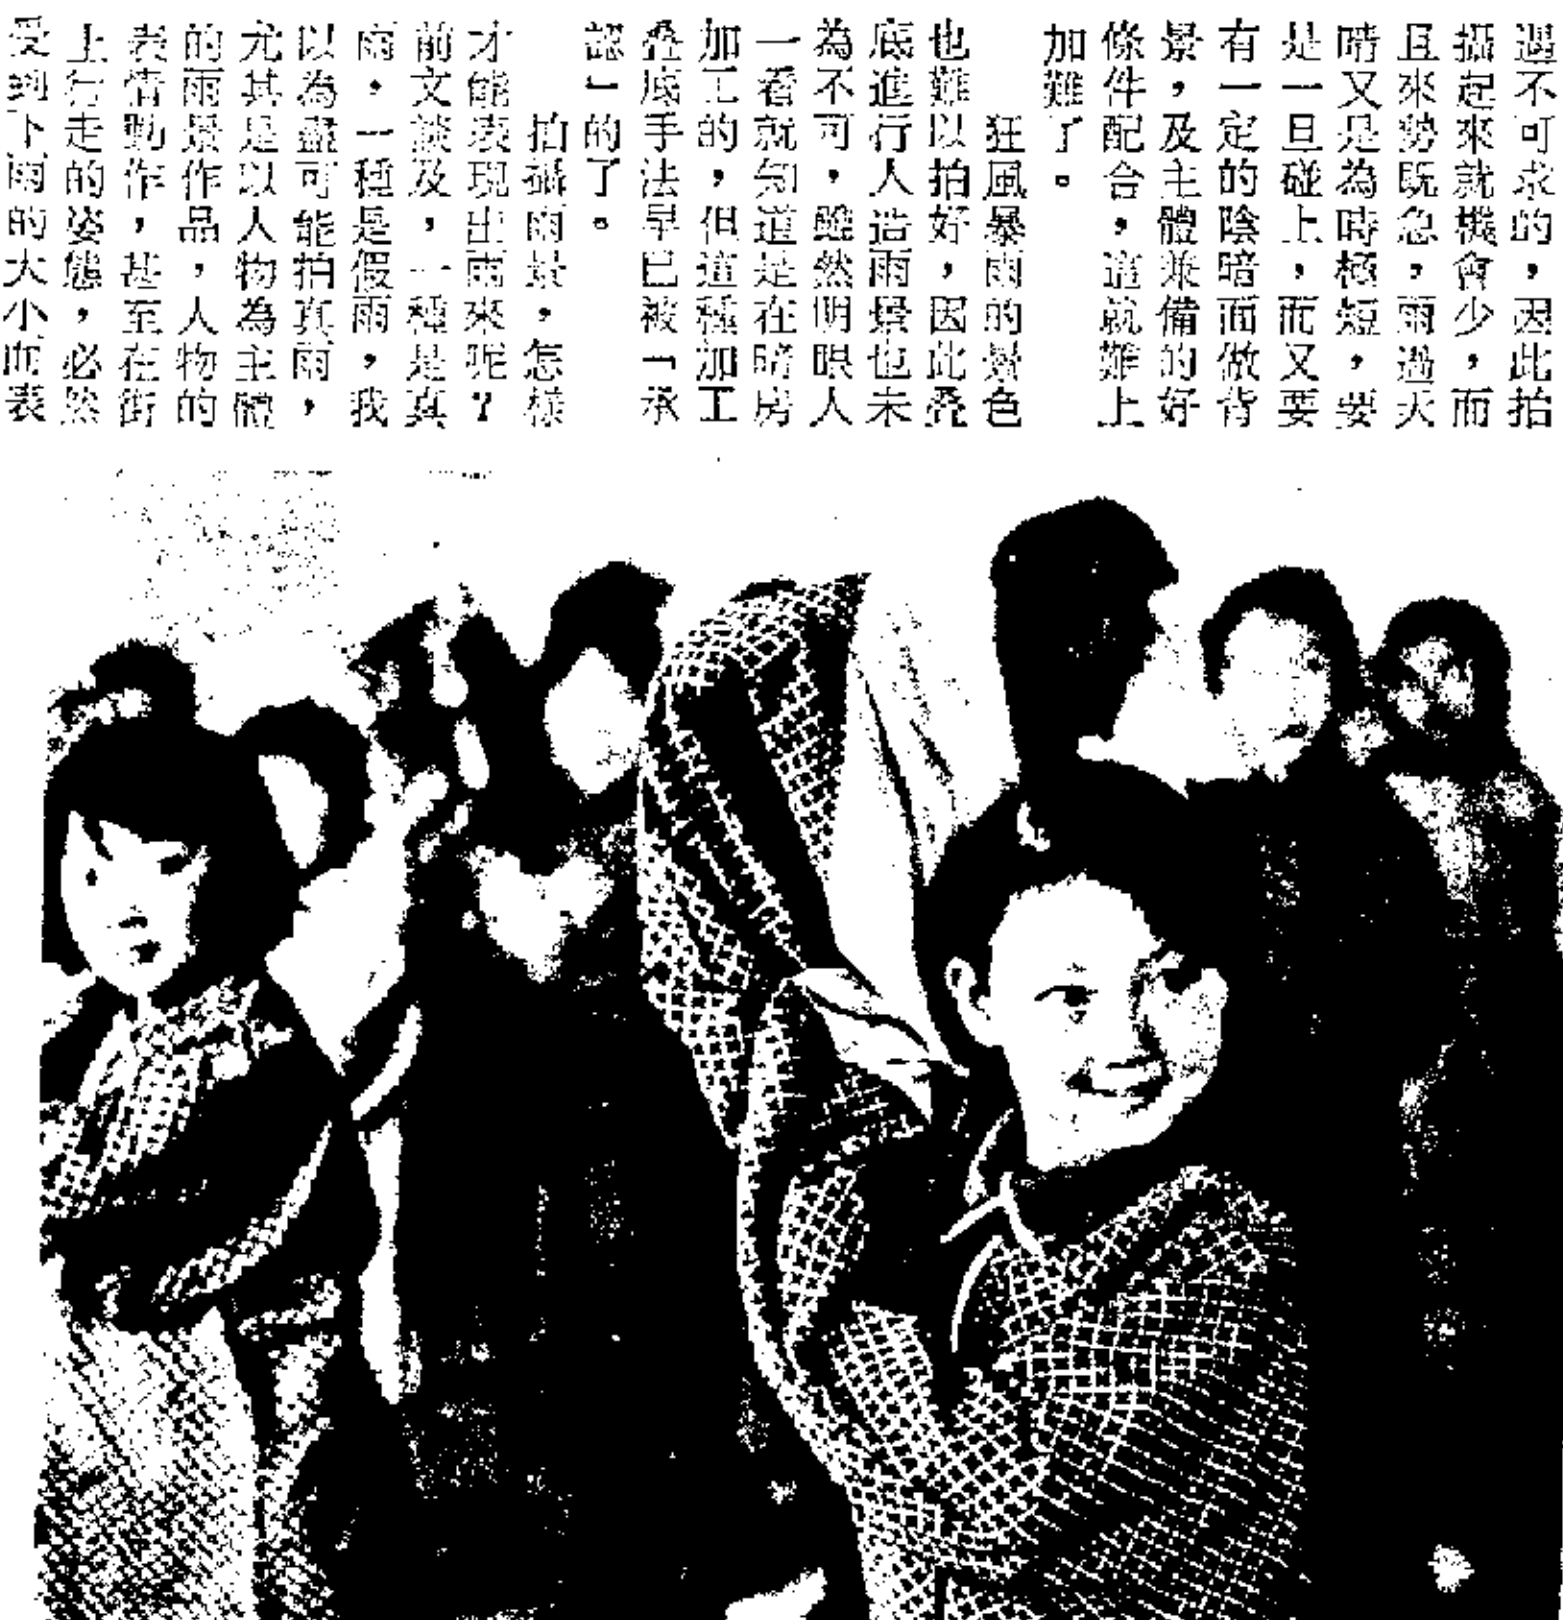 遇不可求的，因此拍
攝起來就機會少，而
且來勢既急，雨過天
晴又是為時極短，要
是一旦碰上，而又要
有一定的陰暗面做背
景，及主體兼備的好
條件配合，這就難上
加難了。
狂風暴雨的景色
也難以拍好，因此叠
底進行人造雨景也未
為不可，雖然明眼人
一看就知道是在暗房
加工的，但這種加工
叠底手法早已被「承
認」的了。
拍攝雨景，怎樣
才能表現出雨來呢？
前文談及，一種是真
雨，一種是假雨，我
以為盡可能拍真雨，
尤其是以人物為主體
的雨景作品，人物的
表情動作，甚至在街
上行走的姿態，必然
受到下雨的大小而表